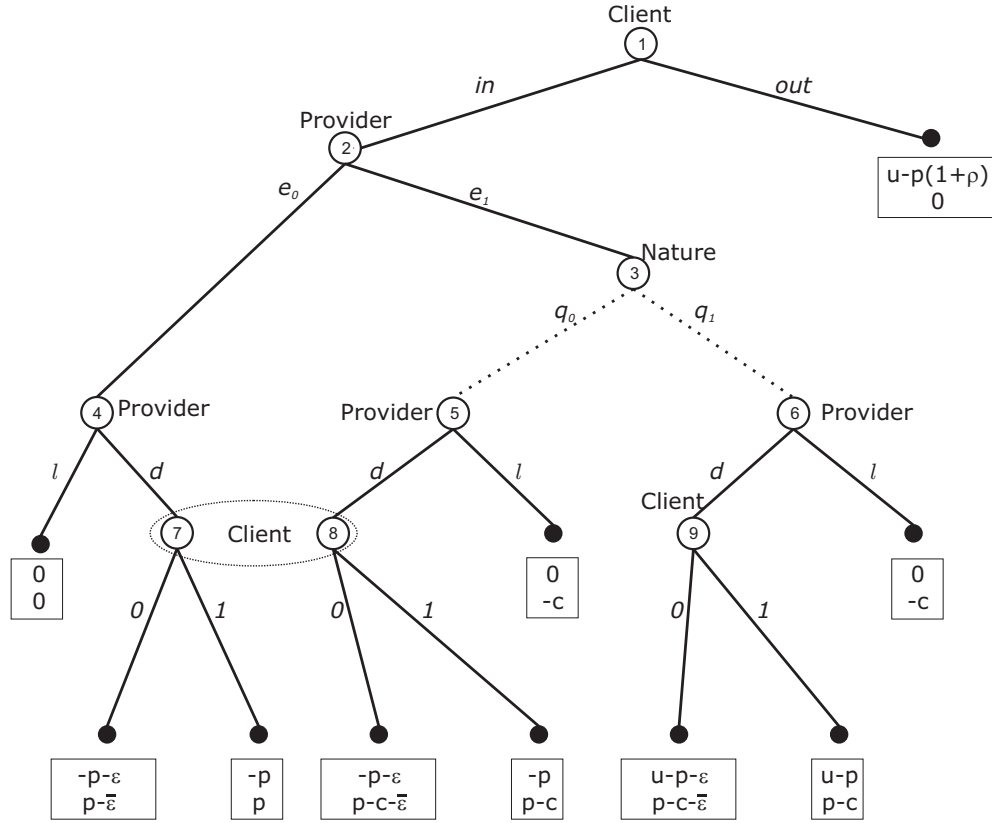 Client
1
in
out
Provider
2
u-p(1+ρ)
0
e₀
e₁
Nature
3
q₀
q₁
4 Provider
Provider 5
6 Provider
l
d
d
l
d
l
Client
7
Client
8
9
0
0
0
-c
0
-c
0
1
0
1
0
1
-p-ε
p-ε̅
-p
p
-p-ε
p-c-ε̅
-p
p-c
u-p-ε
p-c-ε̅
u-p
p-c